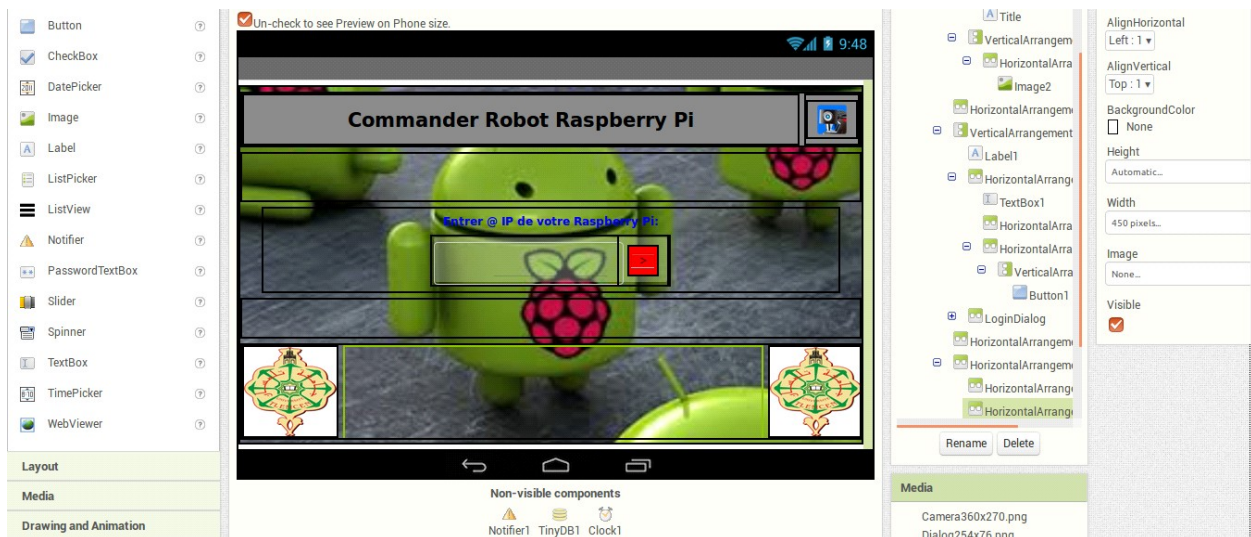 Button
CheckBox
DatePicker
Image
Label
ListPicker
ListView
Notifier
PasswordTextBox
Slider
Spinner
TextBox
TimePicker
WebViewer
Layout
Media
Drawing and Animation
Un-check to see Preview on Phone size.
9:48
Commander Robot Raspberry Pi
Entrer @ IP de votre Raspberry Pi:
>
Non-visible components
Notifier1 TinyDB1 Clock1
Title
VerticalArrangem
HorizontalArra
Image2
HorizontalArrangem
VerticalArrangement
Label1
HorizontalArrang
TextBox1
HorizontalArra
HorizontalArra
VerticalArra
Button1
LoginDialog
HorizontalArrangem
HorizontalArrangem
HorizontalArrang
HorizontalArrang
Rename Delete
Media
Camera360x270.png
Dialog254x76.png
AlignHorizontal
Left : 1
AlignVertical
Top : 1
BackgroundColor
None
Height
Automatic...
Width
450 pixels...
Image
None...
Visible